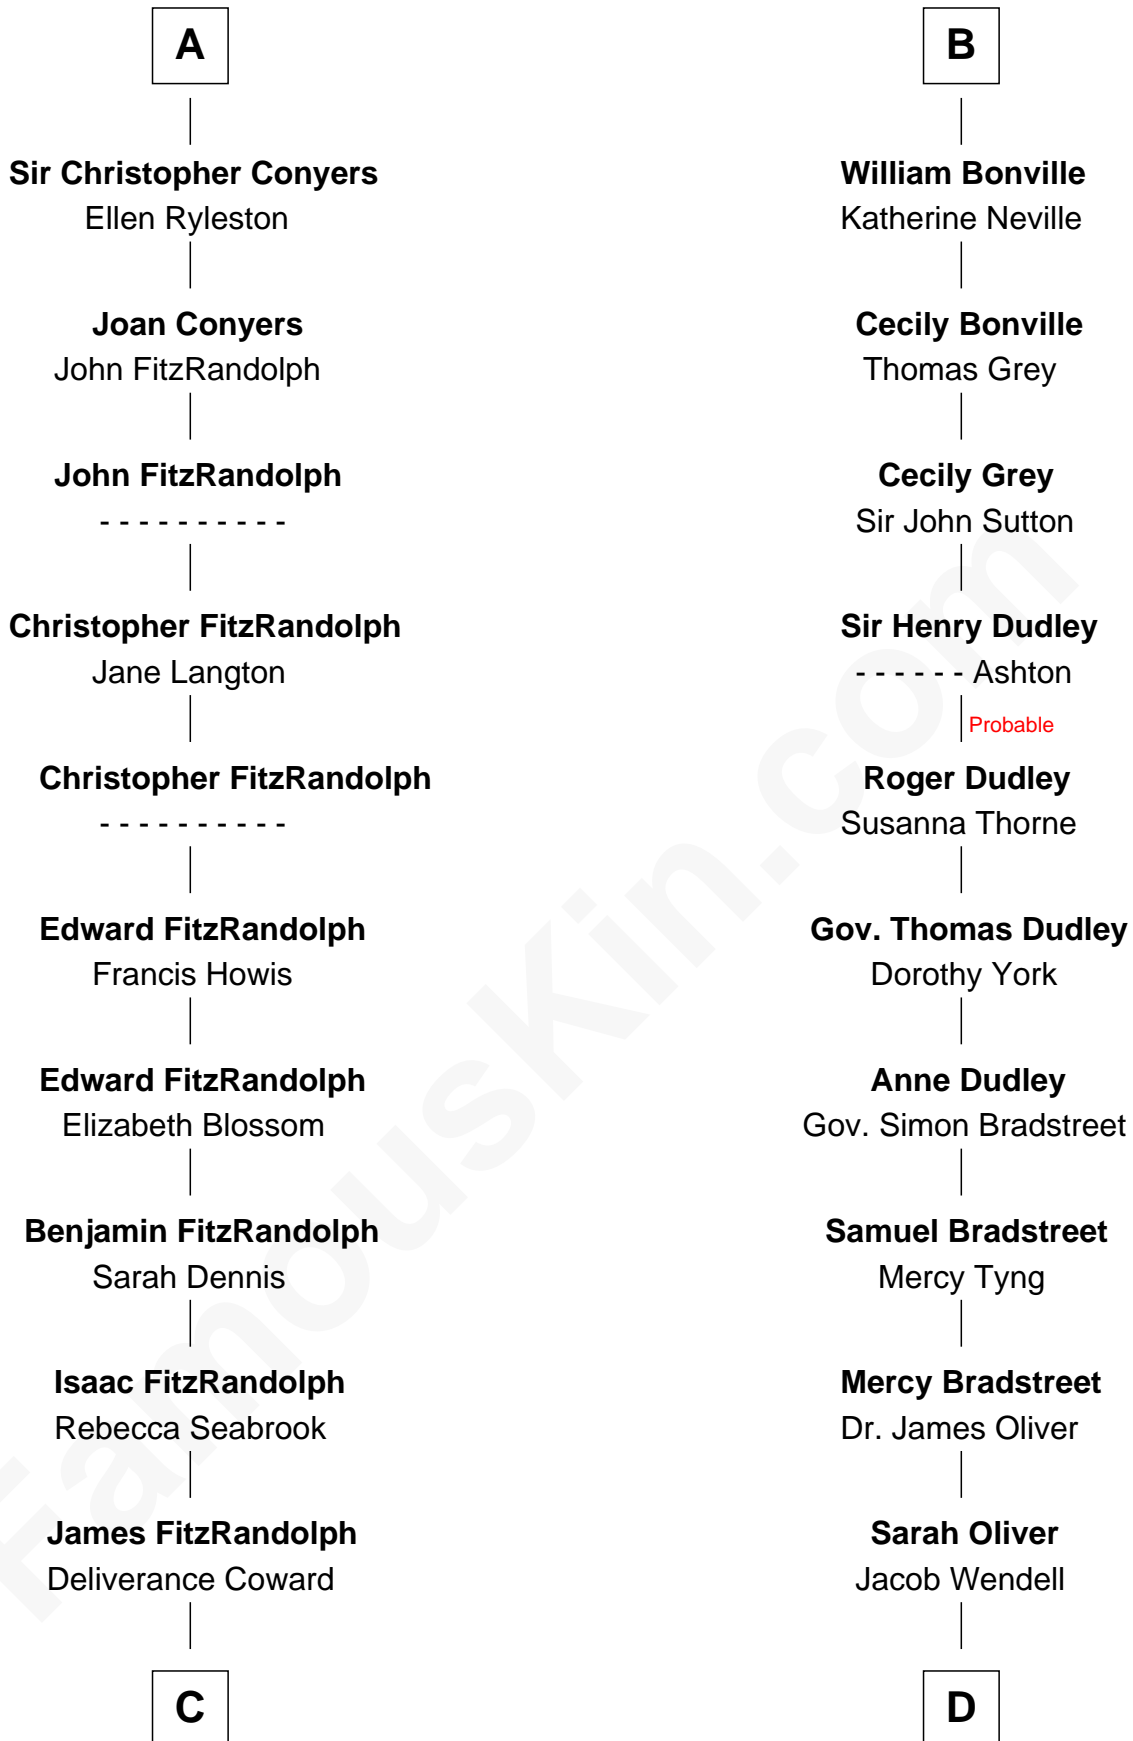 A
Sir Christopher Conyers
Ellen Ryleston
Joan Conyers
John FitzRandolph
John FitzRandolph
- - - - - - - - - -
Christopher FitzRandolph
Jane Langton
Christopher FitzRandolph
- - - - - - - - - -
Edward FitzRandolph
Francis Howis
Edward FitzRandolph
Elizabeth Blossom
Benjamin FitzRandolph
Sarah Dennis
Isaac FitzRandolph
Rebecca Seabrook
James FitzRandolph
Deliverance Coward
C
B
William Bonville
Katherine Neville
Cecily Bonville
Thomas Grey
Cecily Grey
Sir John Sutton
Sir Henry Dudley
- - - - - - Ashton
Probable
Roger Dudley
Susanna Thorne
Gov. Thomas Dudley
Dorothy York
Anne Dudley
Gov. Simon Bradstreet
Samuel Bradstreet
Mercy Tyng
Mercy Bradstreet
Dr. James Oliver
Sarah Oliver
Jacob Wendell
D
FamousKin.com